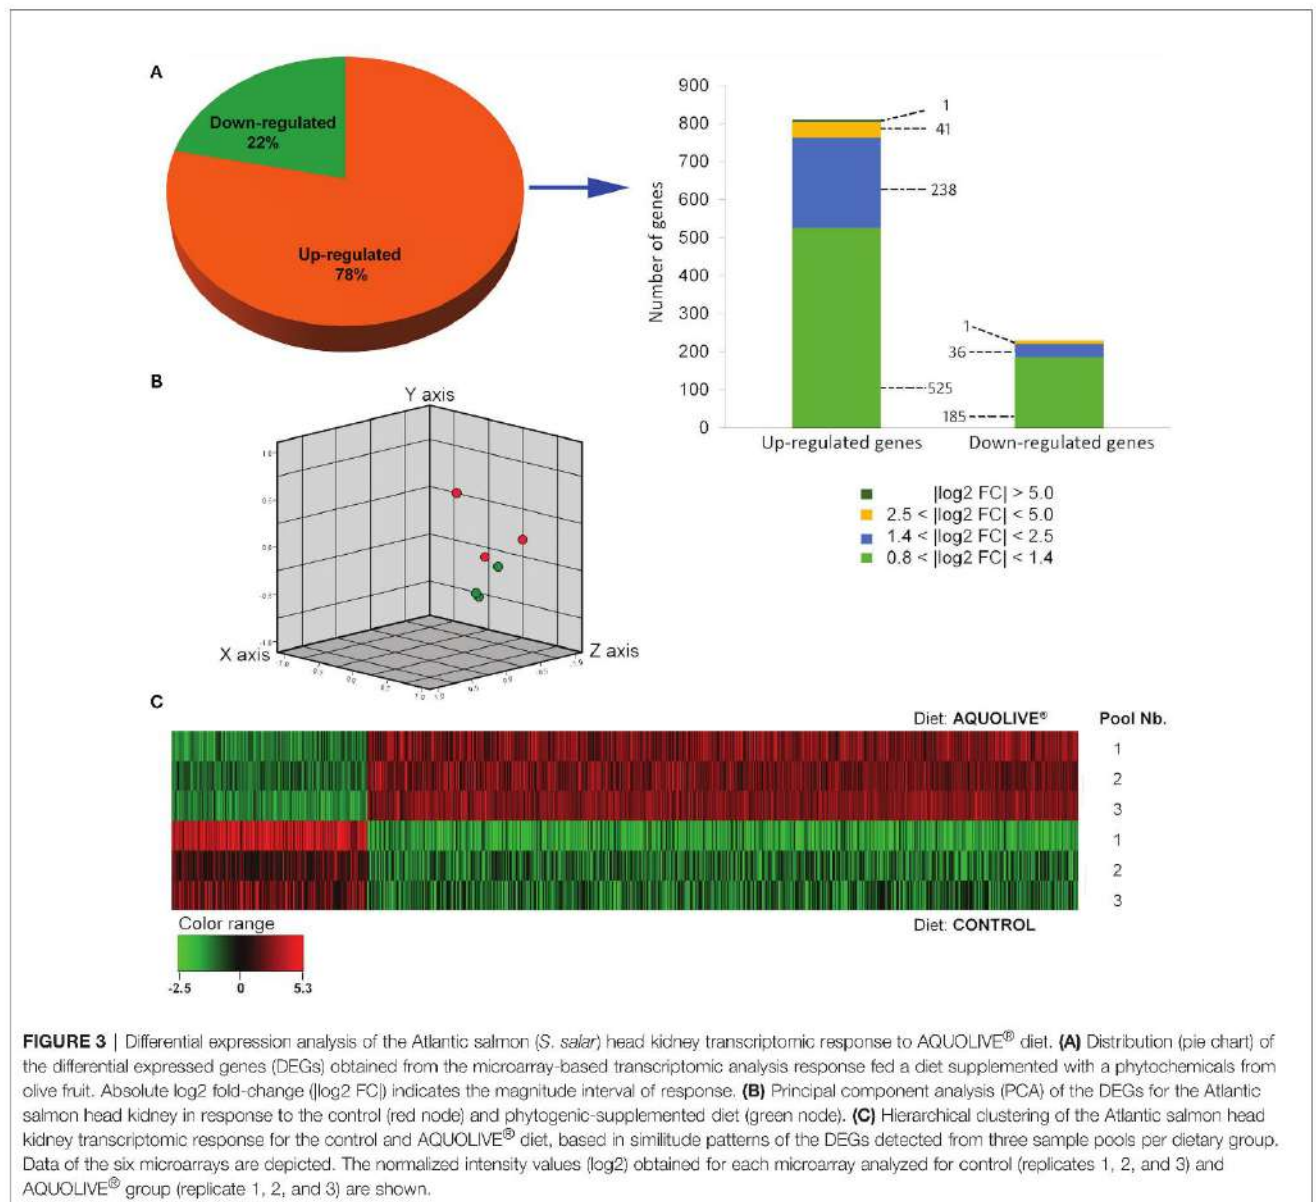 A
Down-regulated
22%
Up-regulated
78%
Number of genes
900
800
700
600
500
400
300
200
100
0
1
41
238
525
1
36
185
Up-regulated genes
Down-regulated genes
|log2 FC| > 5.0
2.5 < |log2 FC| < 5.0
1.4 < |log2 FC| < 2.5
0.8 < |log2 FC| < 1.4
B
Y axis
X axis
Z axis
C
Diet: AQUOLIVE®
Pool Nb.
1
2
3
1
2
3
Color range
-2.5 0 5.3
Diet: CONTROL
FIGURE 3 | Differential expression analysis of the Atlantic salmon (S. salar) head kidney transcriptomic response to AQUOLIVE® diet. (A) Distribution (pie chart) of
the differential expressed genes (DEGs) obtained from the microarray-based transcriptomic analysis response fed a diet supplemented with a phytochemicals from
olive fruit. Absolute log2 fold-change (|log2 FC|) indicates the magnitude interval of response. (B) Principal component analysis (PCA) of the DEGs for the Atlantic
salmon head kidney in response to the control (red node) and phytogenic-supplemented diet (green node). (C) Hierarchical clustering of the Atlantic salmon head
kidney transcriptomic response for the control and AQUOLIVE® diet, based in similitude patterns of the DEGs detected from three sample pools per dietary group.
Data of the six microarrays are depicted. The normalized intensity values (log2) obtained for each microarray analyzed for control (replicates 1, 2, and 3) and
AQUOLIVE® group (replicate 1, 2, and 3) are shown.